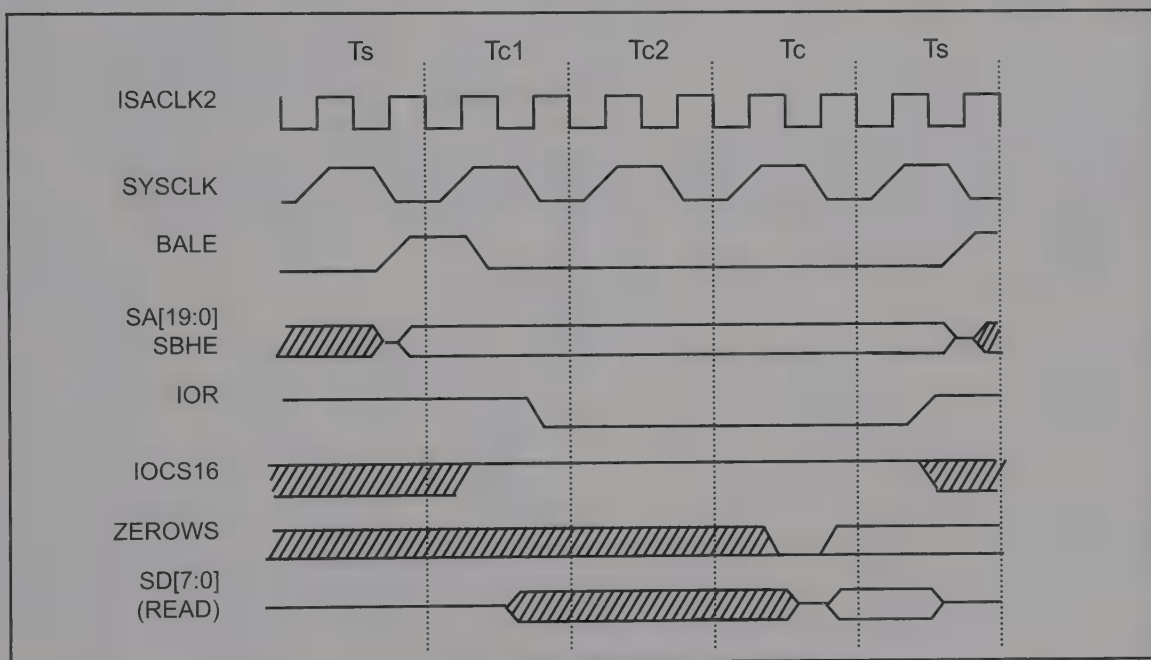 Ts Tc1 Tc2 Tc Ts
ISACLK2
SYSCLK
BALE
SA[19:0]
SBHE
IOR
IOCS16
ZEROWS
SD[7:0]
(READ)